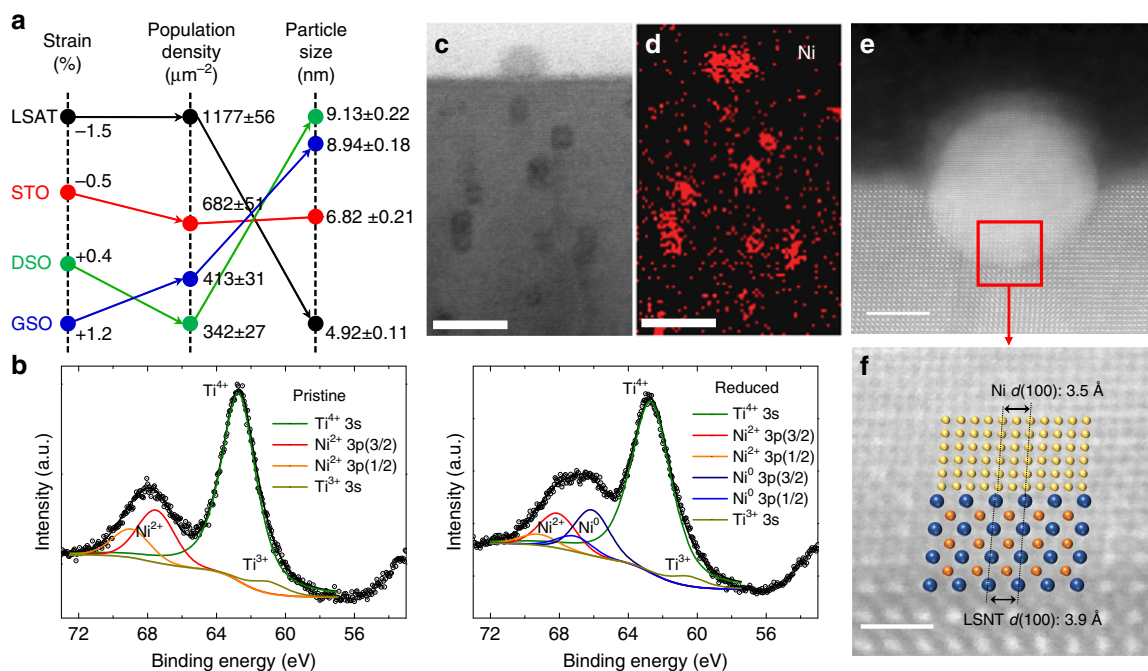 a
Strain
(%)
Population
density
(μm⁻²)
Particle
size
(nm)
LSAT
−1.5
1177±56
9.13±0.22
8.94±0.18
STO
−0.5
682±51
6.82 ±0.21
DSO
+0.4
413±31
GSO
+1.2
342±27
4.92±0.11
b
Intensity (a.u.)
Ti⁴⁺
Pristine
Ti⁴⁺ 3s
Ni²⁺ 3p(3/2)
Ni²⁺ 3p(1/2)
Ti³⁺ 3s
Ni²⁺
Ti³⁺
72 68 64 60 56
Binding energy (eV)
Intensity (a.u.)
Ti⁴⁺
Reduced
Ti⁴⁺ 3s
Ni²⁺ 3p(3/2)
Ni²⁺ 3p(1/2)
Ni⁰ 3p(3/2)
Ni⁰ 3p(1/2)
Ti³⁺ 3s
Ni²⁺ Ni⁰
Ti³⁺
72 68 64 60 56
Binding energy (eV)
c
d
Ni
e
f
Ni d(100): 3.5 Å
LSNT d(100): 3.9 Å